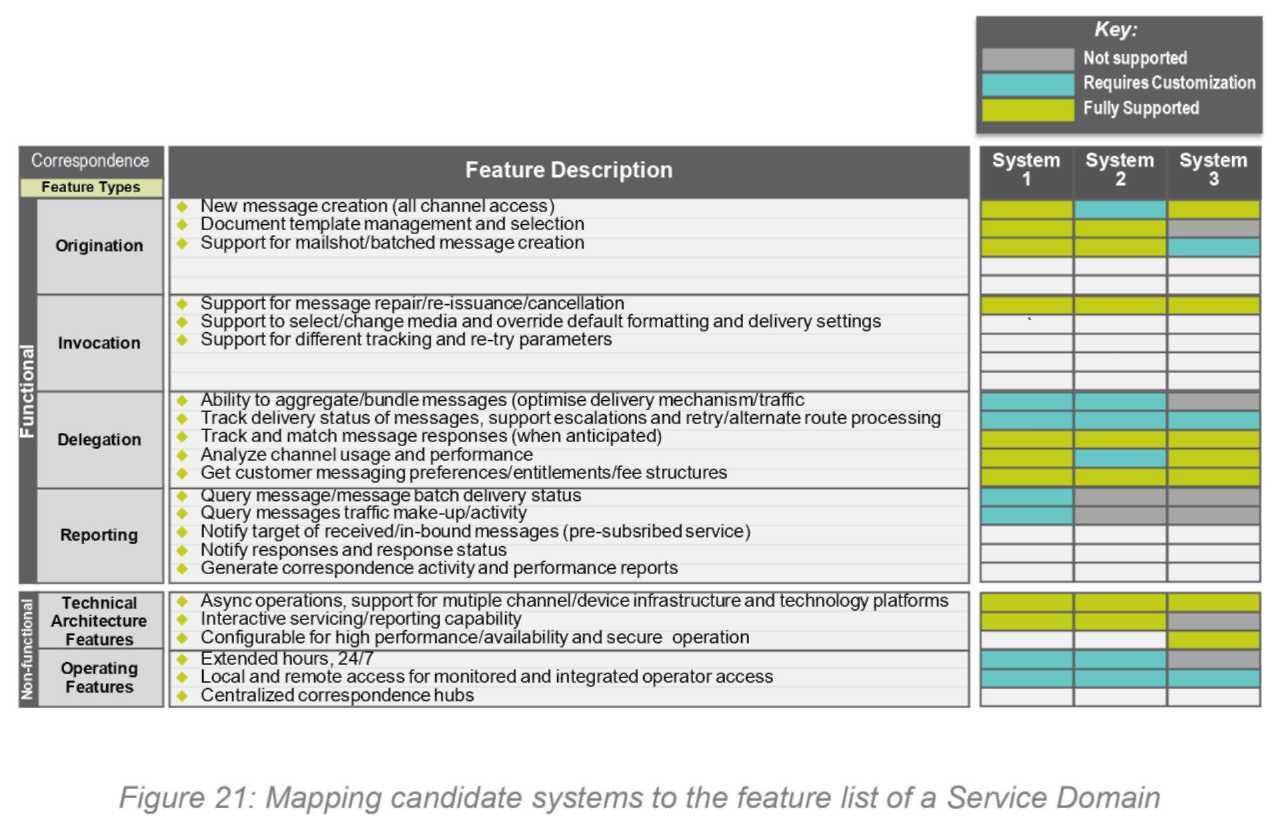 Key:
Not supported
Requires Customization
Fully Supported
Correspondence
Feature Types
Feature Description
System 1
System 2
System 3
Functional
Origination
New message creation (all channel access)
Document template management and selection
Support for mailshot/batched message creation
Invocation
Support for message repair/re-issuance/cancellation
Support to select/change media and override default formatting and delivery settings
Support for different tracking and re-try parameters
Delegation
Ability to aggregate/bundle messages (optimise delivery mechanism/traffic
Track delivery status of messages, support escalations and retry/alternate route processing
Track and match message responses (when anticipated)
Analyze channel usage and performance
Get customer messaging preferences/entitlements/fee structures
Reporting
Query message/message batch delivery status
Query messages traffic make-up/activity
Notify target of received/in-bound messages (pre-subsribed service)
Notify responses and response status
Generate correspondence activity and performance reports
Non-functional
Technical
Architecture
Features
Async operations, support for mutiple channel/device infrastructure and technology platforms
Interactive servicing/reporting capability
Configurable for high performance/availability and secure operation
Operating
Features
Extended hours, 24/7
Local and remote access for monitored and integrated operator access
Centralized correspondence hubs
Figure 21: Mapping candidate systems to the feature list of a Service Domain